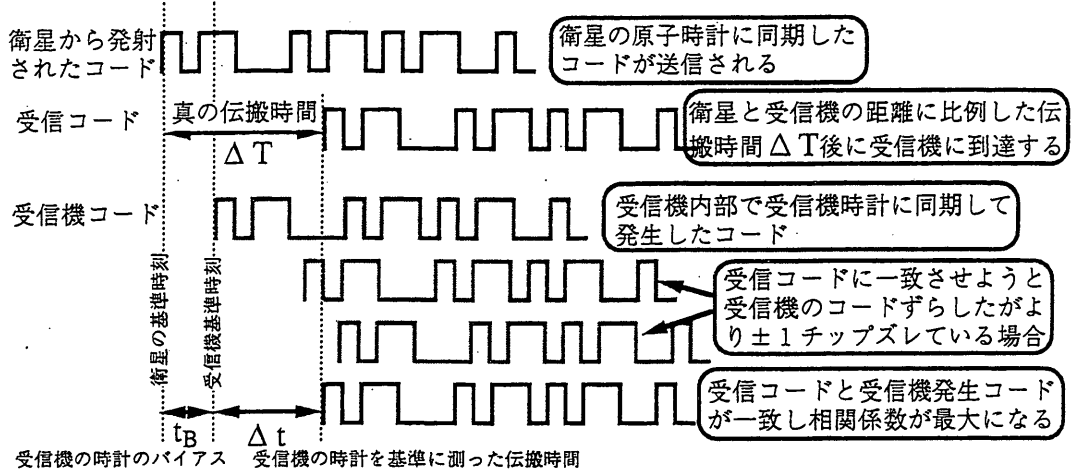 衛星から発射
されたコード
衛星の原子時計に同期した
コードが送信される
受信コード
真の伝搬時間
ΔT
衛星と受信機の距離に比例した伝
搬時間ΔT後に受信機に到達する
受信機コード
受信機内部で受信機時計に同期して
発生したコード
衛星の基準時刻
受信機基準時刻
受信コードに一致させようと
受信機のコードずらしたがよ
り±1チップズレている場合
受信コードと受信機発生コード
が一致し相関係数が最大になる
tB
Δt
受信機の時計のバイアス
受信機の時計を基準に測った伝搬時間